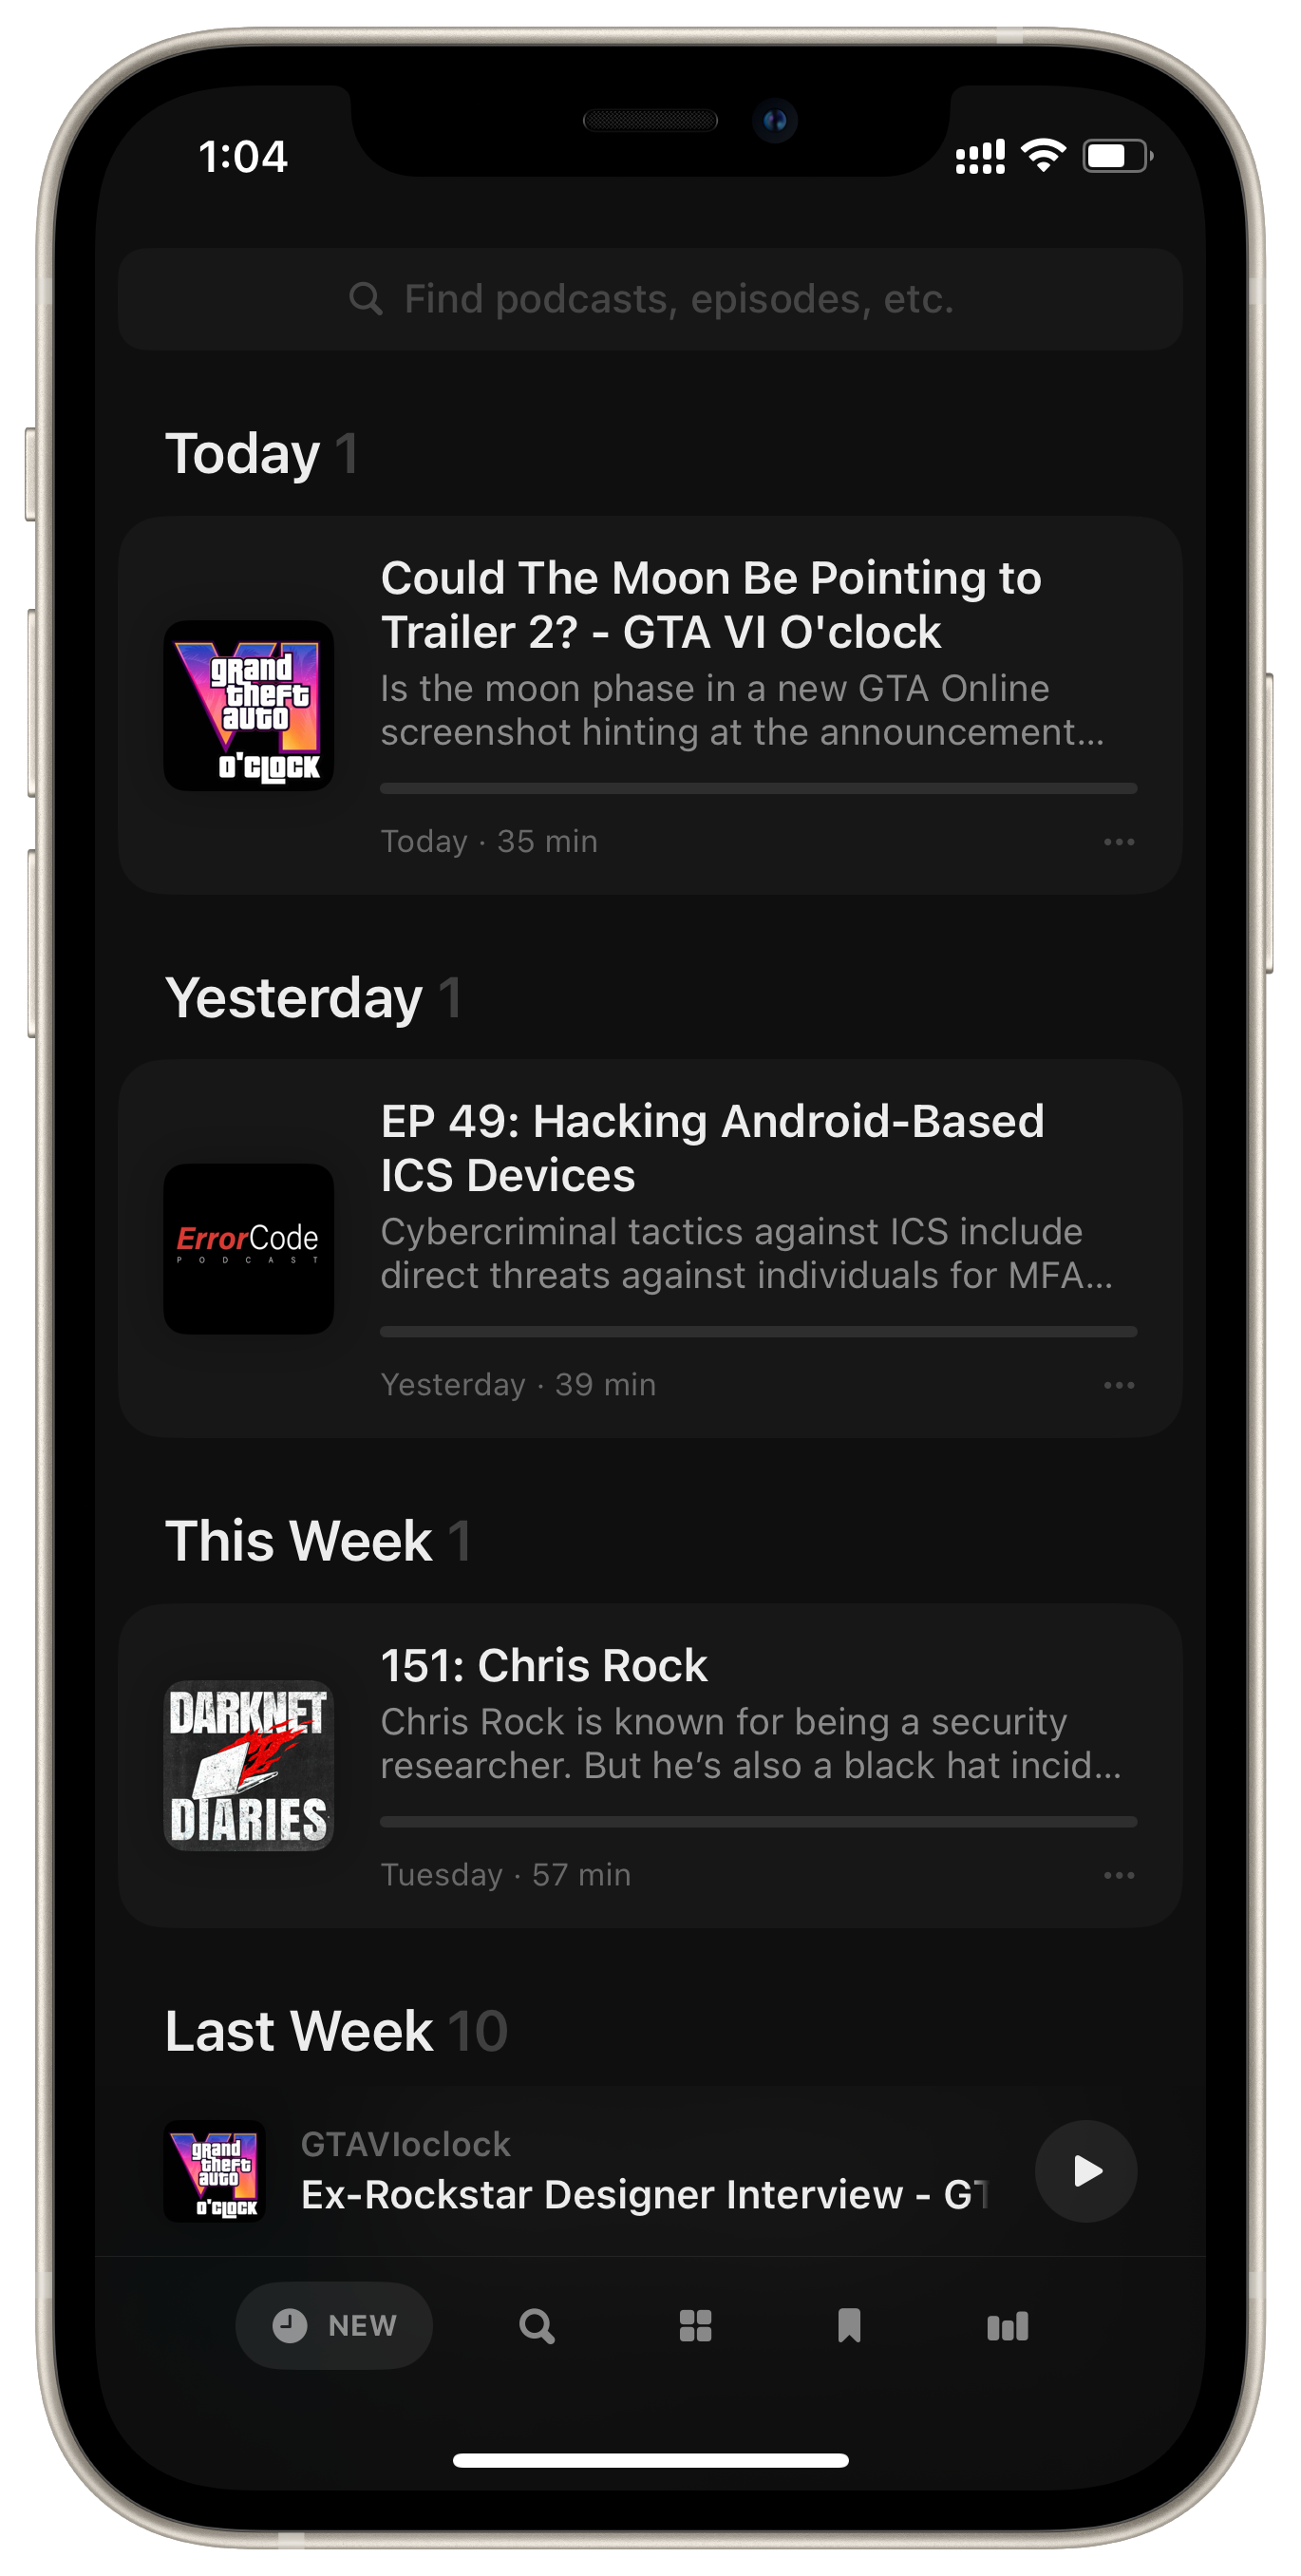 1:04
Find podcasts, episodes, etc.
Today 1
Could The Moon Be Pointing to
Trailer 2? - GTA VI O'clock
Is the moon phase in a new GTA Online
screenshot hinting at the announcement...
Today · 35 min
VI
grand
theft
auto
O'CLOCK
Yesterday 1
EP 49: Hacking Android-Based
ICS Devices
Cybercriminal tactics against ICS include
direct threats against individuals for MFA...
Yesterday · 39 min
ErrorCode
PODCAST
This Week 1
151: Chris Rock
Chris Rock is known for being a security
researcher. But he’s also a black hat incid...
Tuesday · 57 min
DARKNET
DIARIES
Last Week 10
VI
grand
theft
auto
O'CLOCK
GTAVIoclock
Ex-Rockstar Designer Interview - GT
NEW